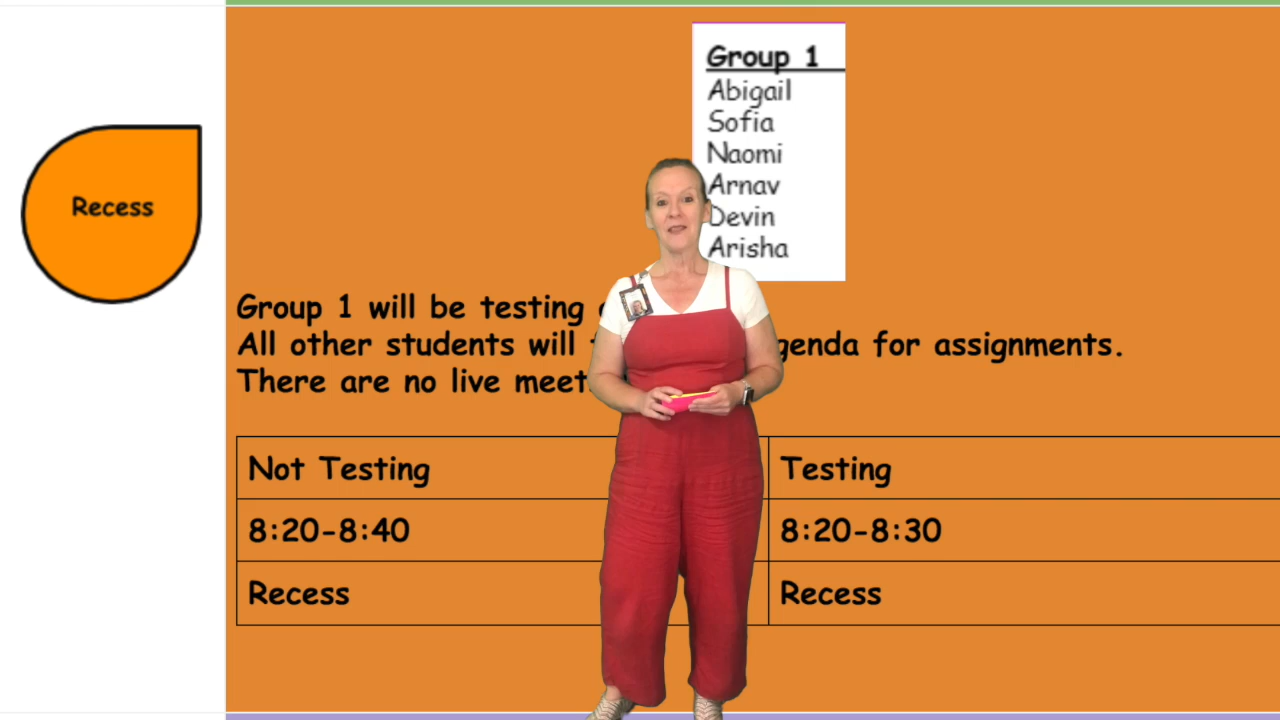 Recess
Group 1
Abigail
Sofia
Naomi
Arnav
Devin
Arisha
Group 1 will be testing
All other students will genda for assignments.
There are no live meet
Not Testing Testing
8:20-8:40 8:20-8:30
Recess Recess